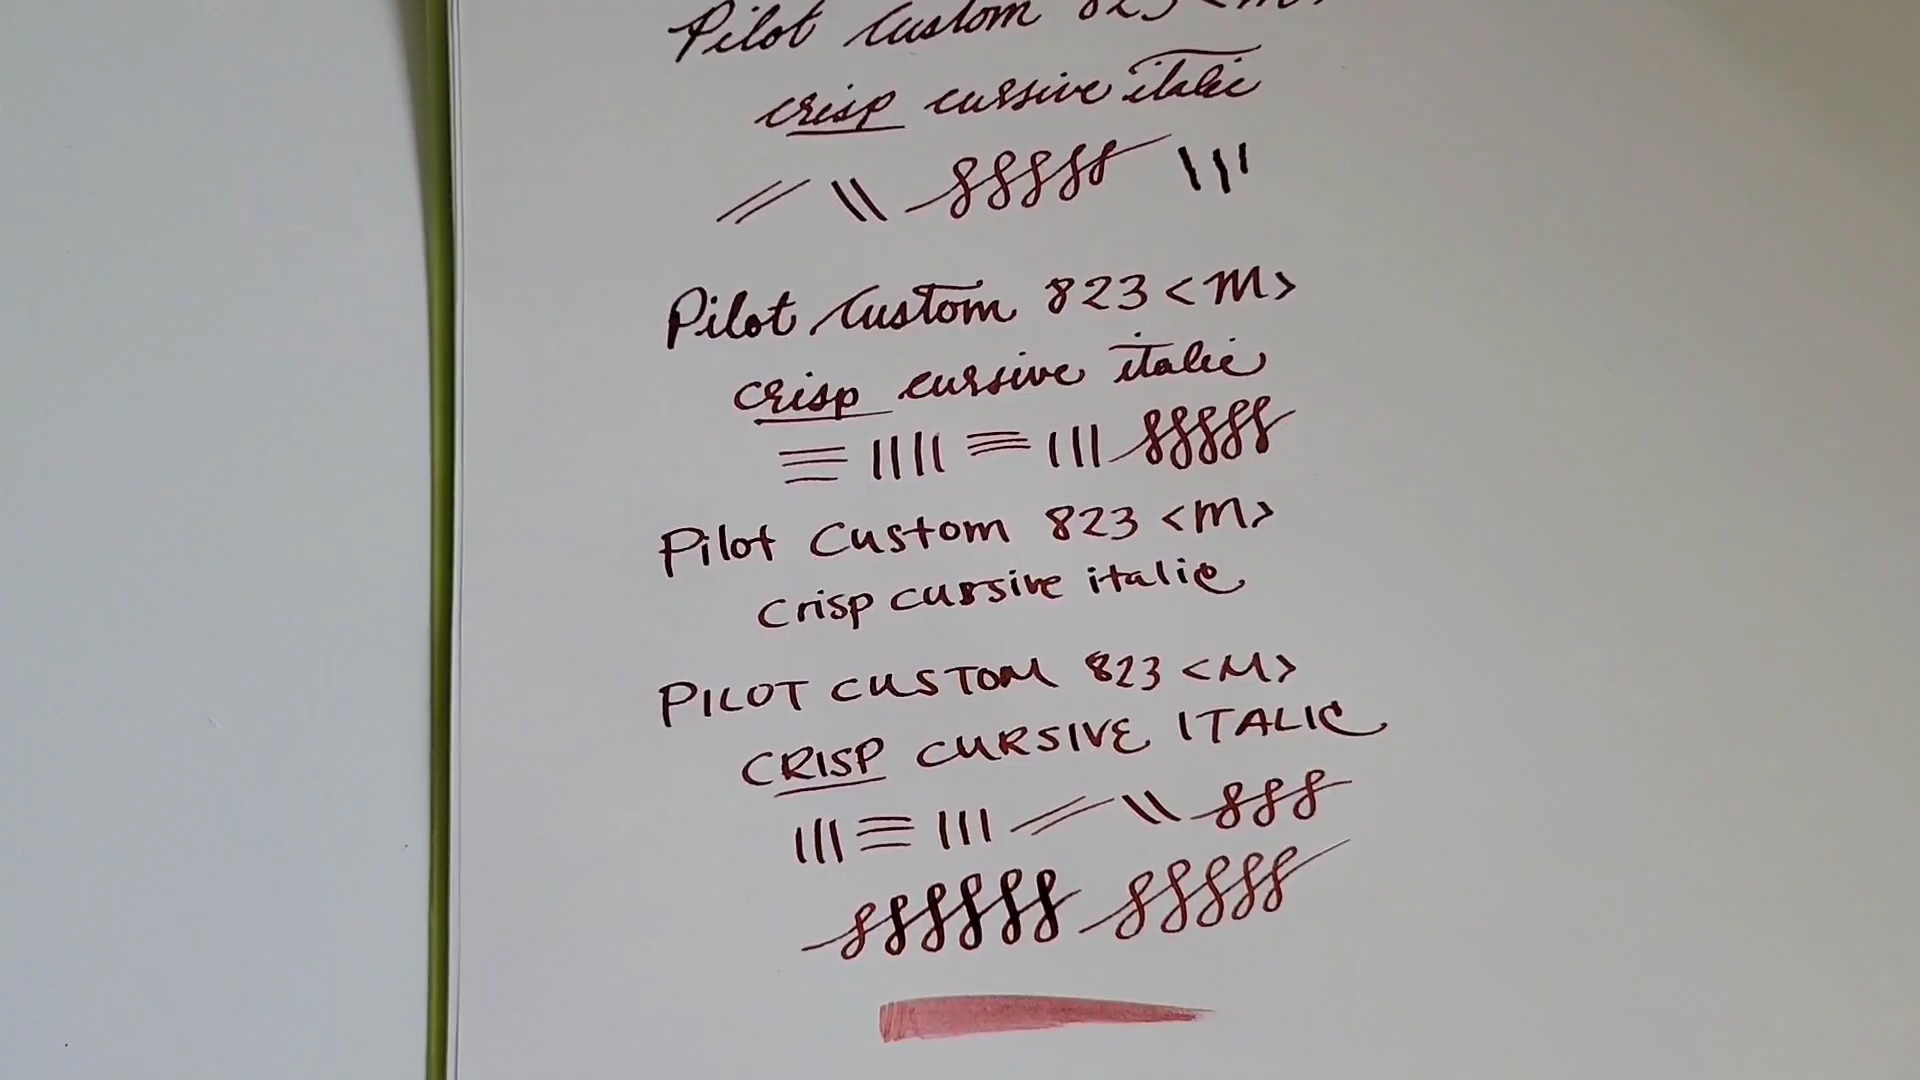 Pilot Custom 823 <M>
crisp cursive italic
Pilot Custom 823 <M>
crisp cursive italic
Pilot Custom 823 <M>
Crisp cursive italic
PILOT CUSTOM 823 <M>
CRISP CURSIVE ITALIC